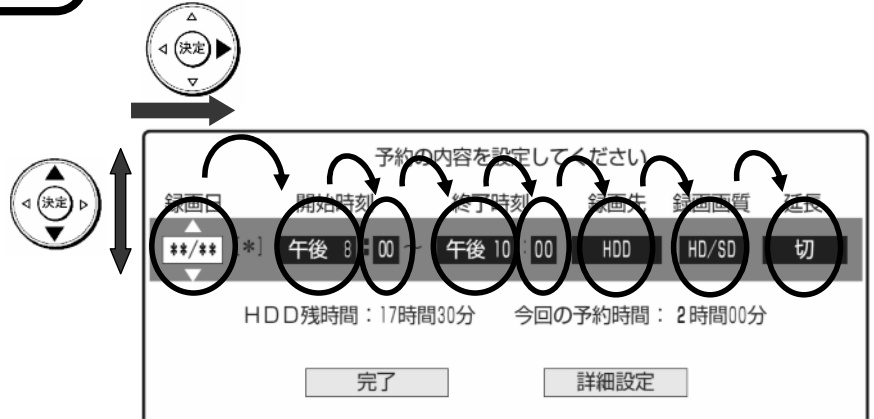 決定
予約の内容を設定してください
決定
録画日 開始時刻 終了時刻 録画先 録画画質 延長
**/** [*] 午後 8:00 ~ 午後 10:00 HDD HD/SD 切
HDD残時間:17時間30分 今回の予約時間: 2時間00分
完了 詳細設定